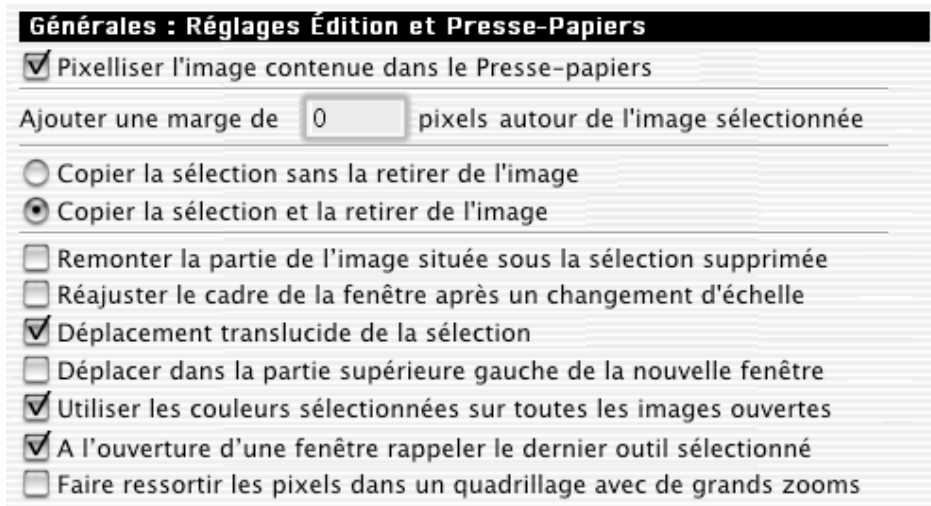 Générales : Réglages Édition et Presse-Papiers
Pixelliser l'image contenue dans le Presse-papiers
Ajouter une marge de 0 pixels autour de l'image sélectionnée
Copier la sélection sans la retirer de l'image
Copier la sélection et la retirer de l'image
Remonter la partie de l’image située sous la sélection supprimée
Réajuster le cadre de la fenêtre après un changement d'échelle
Déplacement translucide de la sélection
Déplacer dans la partie supérieure gauche de la nouvelle fenêtre
Utiliser les couleurs sélectionnées sur toutes les images ouvertes
A l’ouverture d’une fenêtre rappeler le dernier outil sélectionné
Faire ressortir les pixels dans un quadrillage avec de grands zooms